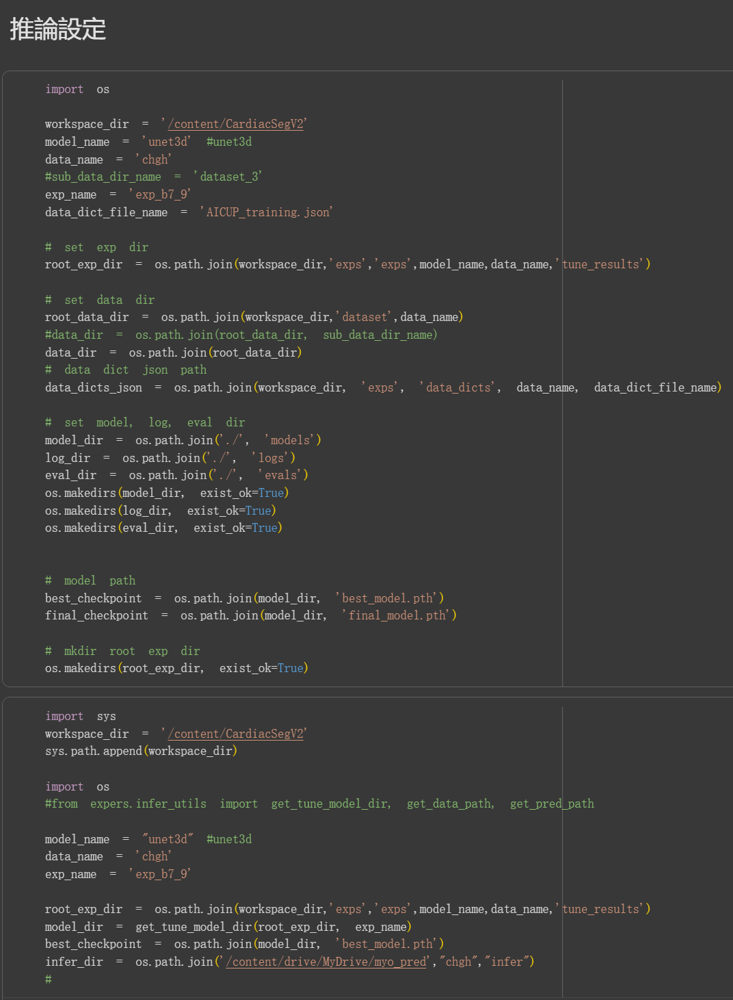 推論設定
import os
workspace_dir = '/content/CardiacSegV2'
model_name = 'unet3d' #unet3d
data_name = 'chgh'
#sub_data_dir_name = 'dataset_3'
exp_name = 'exp_b7_9'
data_dict_file_name = 'AICUP_training.json'
# set exp dir
root_exp_dir = os.path.join(workspace_dir,'exps','exps',model_name,data_name,'tune_results')
# set data dir
root_data_dir = os.path.join(workspace_dir,'dataset',data_name)
#data_dir = os.path.join(root_data_dir, sub_data_dir_name)
data_dir = os.path.join(root_data_dir)
# data dict json path
data_dicts_json = os.path.join(workspace_dir, 'exps', 'data_dicts', data_name, data_dict_file_name)
# set model, log, eval dir
model_dir = os.path.join('./', 'models')
log_dir = os.path.join('./', 'logs')
eval_dir = os.path.join('./', 'evals')
os.makedirs(model_dir, exist_ok=True)
os.makedirs(log_dir, exist_ok=True)
os.makedirs(eval_dir, exist_ok=True)
# model path
best_checkpoint = os.path.join(model_dir, 'best_model.pth')
final_checkpoint = os.path.join(model_dir, 'final_model.pth')
# mkdir root exp dir
os.makedirs(root_exp_dir, exist_ok=True)
import sys
workspace_dir = '/content/CardiacSegV2'
sys.path.append(workspace_dir)
import os
#from expers.infer_utils import get_tune_model_dir, get_data_path, get_pred_path
model_name = "unet3d" #unet3d
data_name = 'chgh'
exp_name = 'exp_b7_9'
root_exp_dir = os.path.join(workspace_dir,'exps','exps',model_name,data_name,'tune_results')
model_dir = get_tune_model_dir(root_exp_dir, exp_name)
best_checkpoint = os.path.join(model_dir, 'best_model.pth')
infer_dir = os.path.join('/content/drive/MyDrive/myo_pred',"chgh","infer")
#